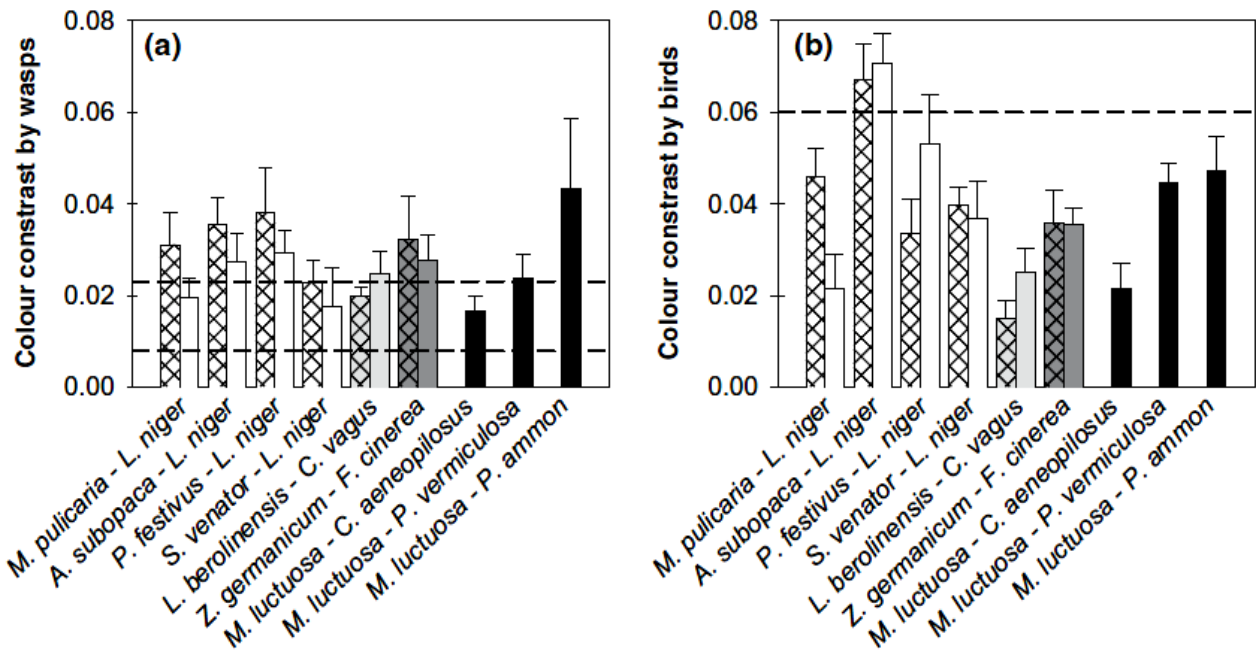 (a)
Colour constrast by wasps
0.08
0.06
0.04
0.02
0.00
M. pulicaria - L. niger
A. subopaca - L. niger
P. festivus - L. niger
S. venator - L. niger
L. berolinensis - C. vagus
Z. germanicum - F. cinerea
M. luctuosa - C. aeneopilosus
M. luctuosa - P. vermiculosa
M. luctuosa - P. ammon
(b)
Colour constrast by birds
0.08
0.06
0.04
0.02
0.00
M. pulicaria - L. niger
A. subopaca - L. niger
P. festivus - L. niger
S. venator - L. niger
L. berolinensis - C. vagus
Z. germanicum - F. cinerea
M. luctuosa - C. aeneopilosus
M. luctuosa - P. vermiculosa
M. luctuosa - P. ammon